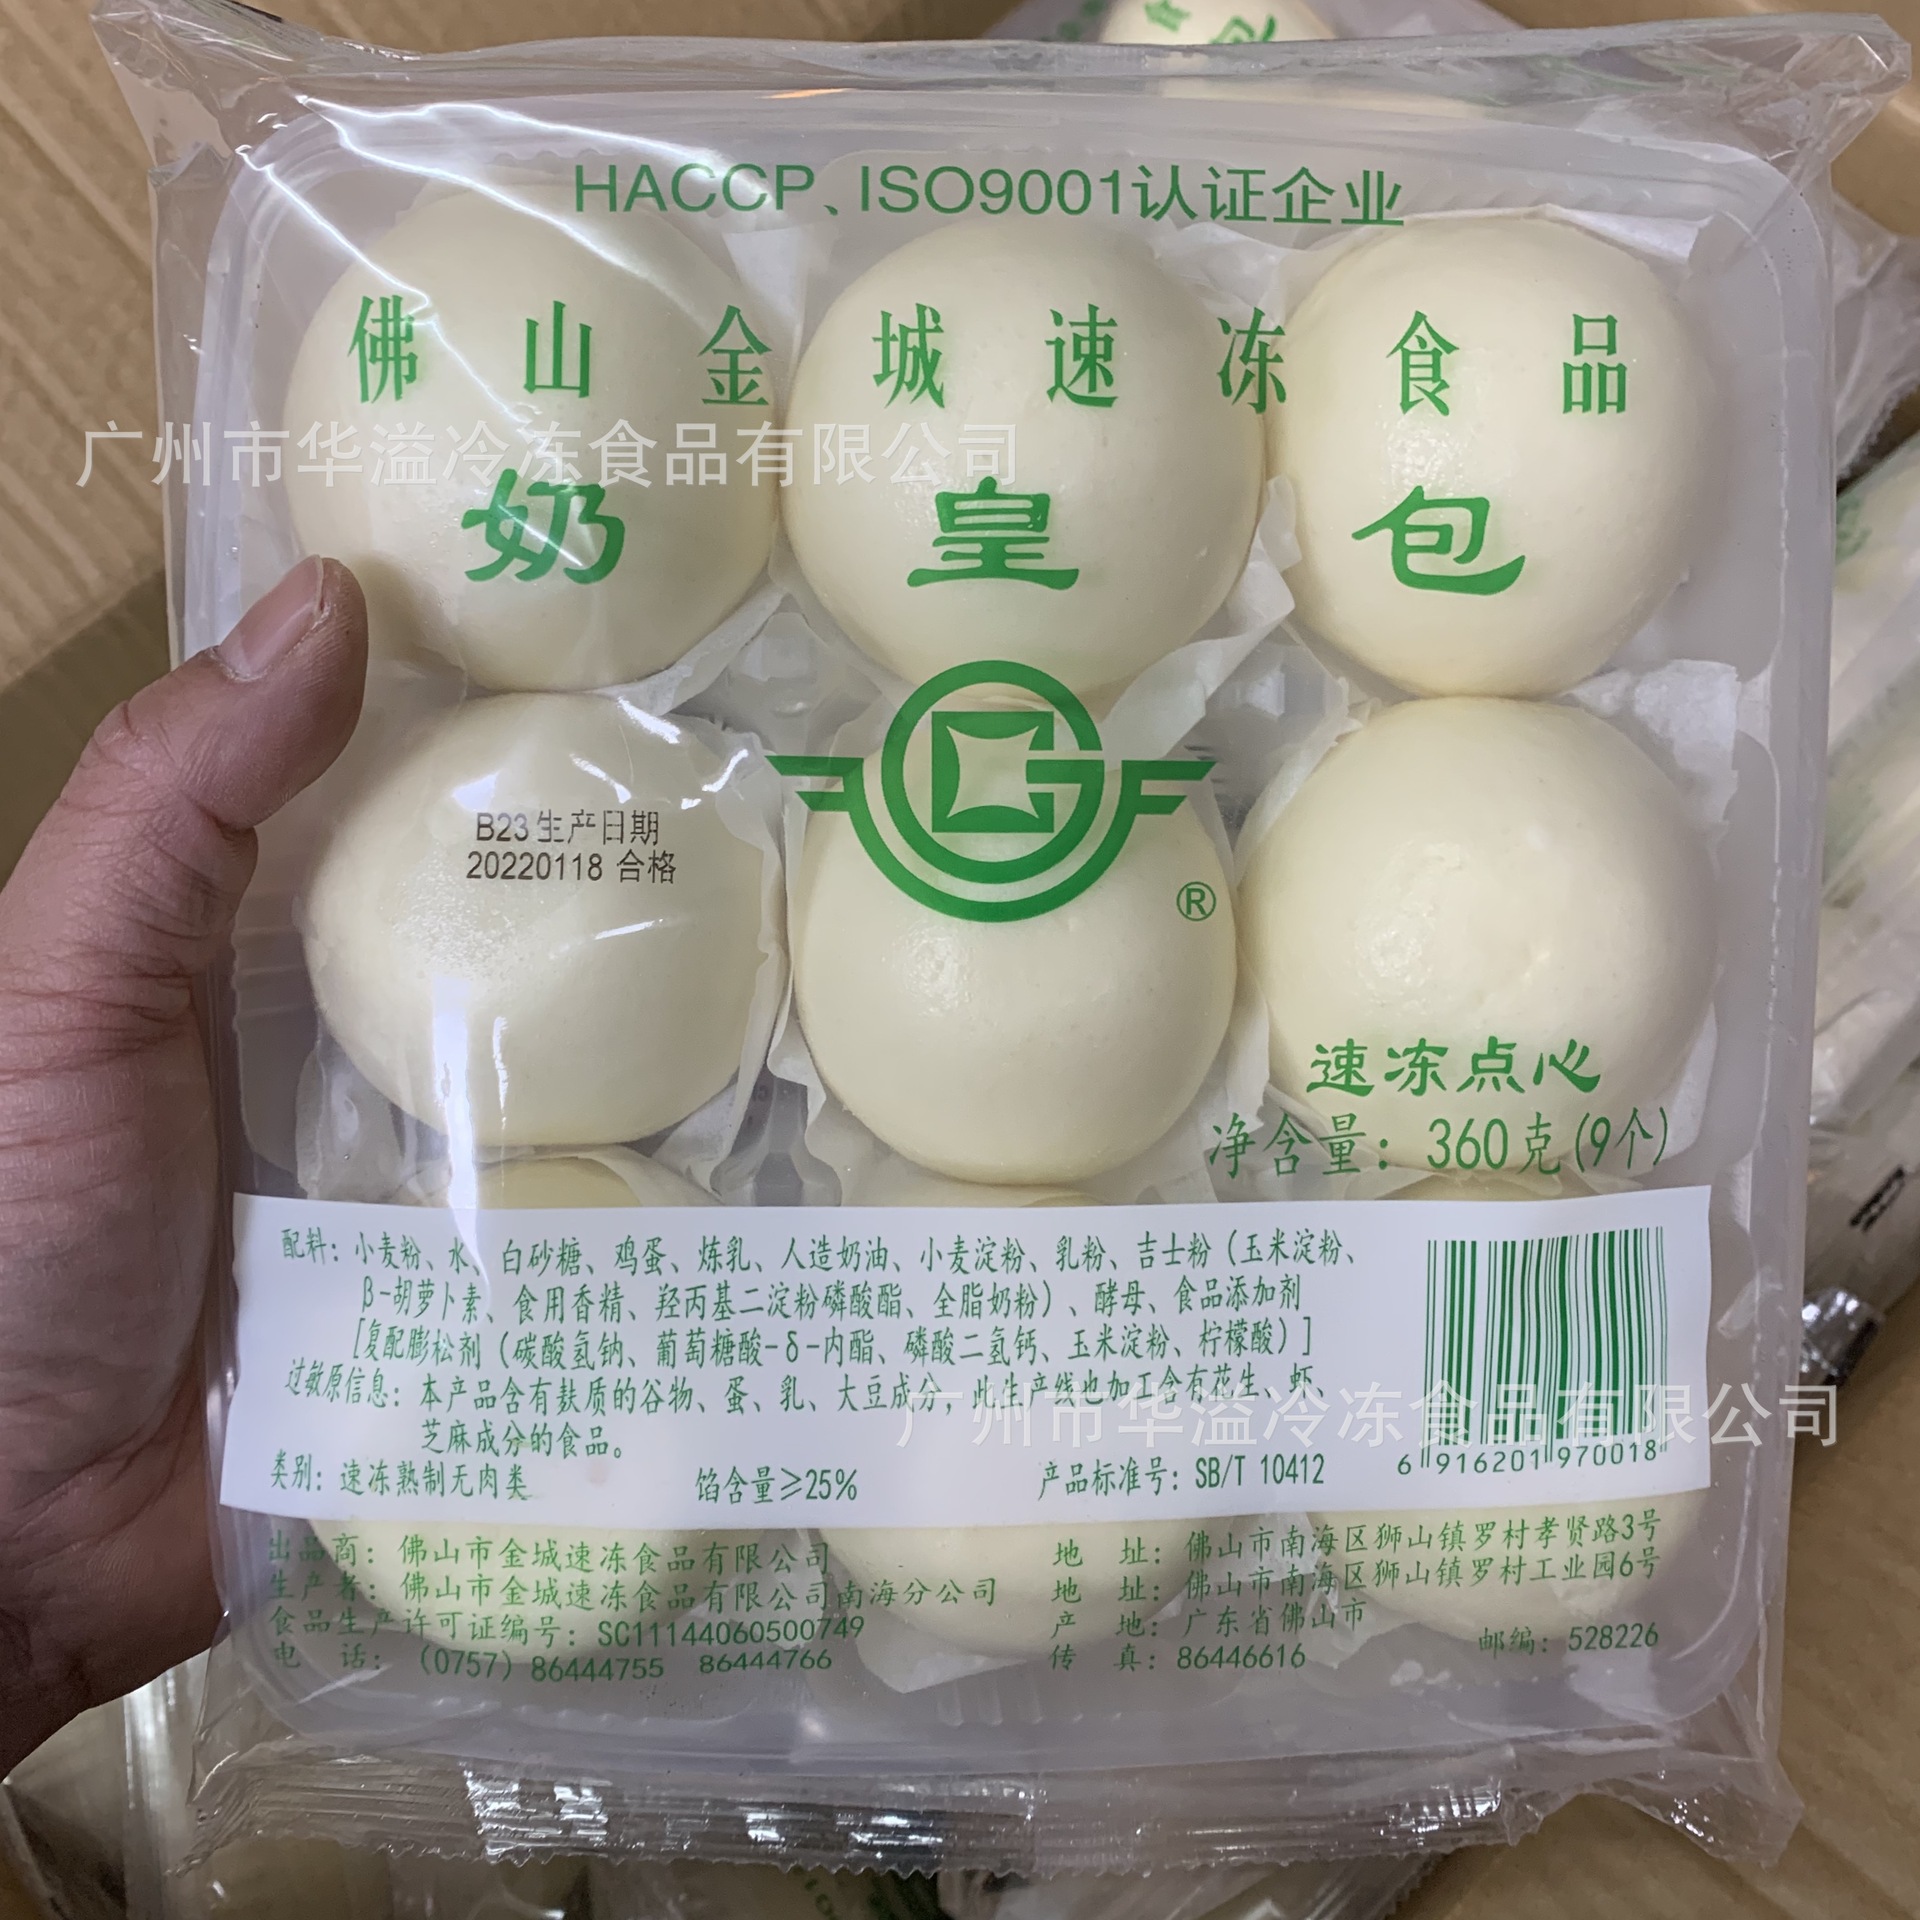 HACCP、ISO9001认证企业
佛山金城速冻食品
广州市华溢冷冻食品有限公司
奶皇包
B23生产日期
20220118 合格
®
速冻点心
净含量：360克(9个)
配料：小麦粉、水、白砂糖、鸡蛋、炼乳、人造奶油、小麦淀粉、乳粉、吉士粉（玉米淀粉、
β-胡萝卜素、食用香精、羟丙基二淀粉磷酸酯、全脂奶粉）、酵母、食品添加剂
[复配膨松剂（碳酸氢钠、葡萄糖酸-δ-内酯、磷酸二氢钙、玉米淀粉、柠檬酸）]
过敏原信息：本产品含有麸质的谷物、蛋、乳、大豆成分，此生产线也加工含有花生、虾、
芝麻成分的食品。
广州市华溢冷冻食品有限公司
类别：速冻熟制无肉类 馅含量≥25% 产品标准号：SB/T 10412
6 916201 970018
出品商：佛山市金城速冻食品有限公司 地 址：佛山市南海区狮山镇罗村孝贤路3号
生产者：佛山市金城速冻食品有限公司南海分公司 地 址：佛山市南海区狮山镇罗村工业园6号
食品生产许可证编号：SC11144060500749 产 地：广东省佛山市
电 话：（0757）86444755 86444766 传 真：86446616 邮编：528226